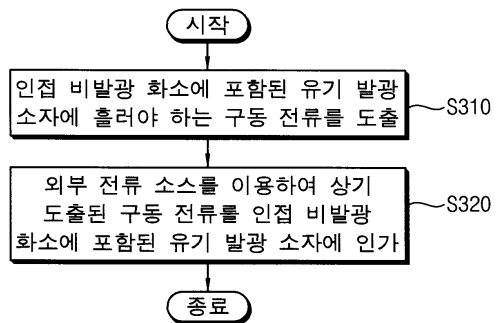 시작
인접 비발광 화소에 포함된 유기 발광
소자에 흘러야 하는 구동 전류를 도출
S310
외부 전류 소스를 이용하여 상기
도출된 구동 전류를 인접 비발광
화소에 포함된 유기 발광 소자에 인가
S320
종료